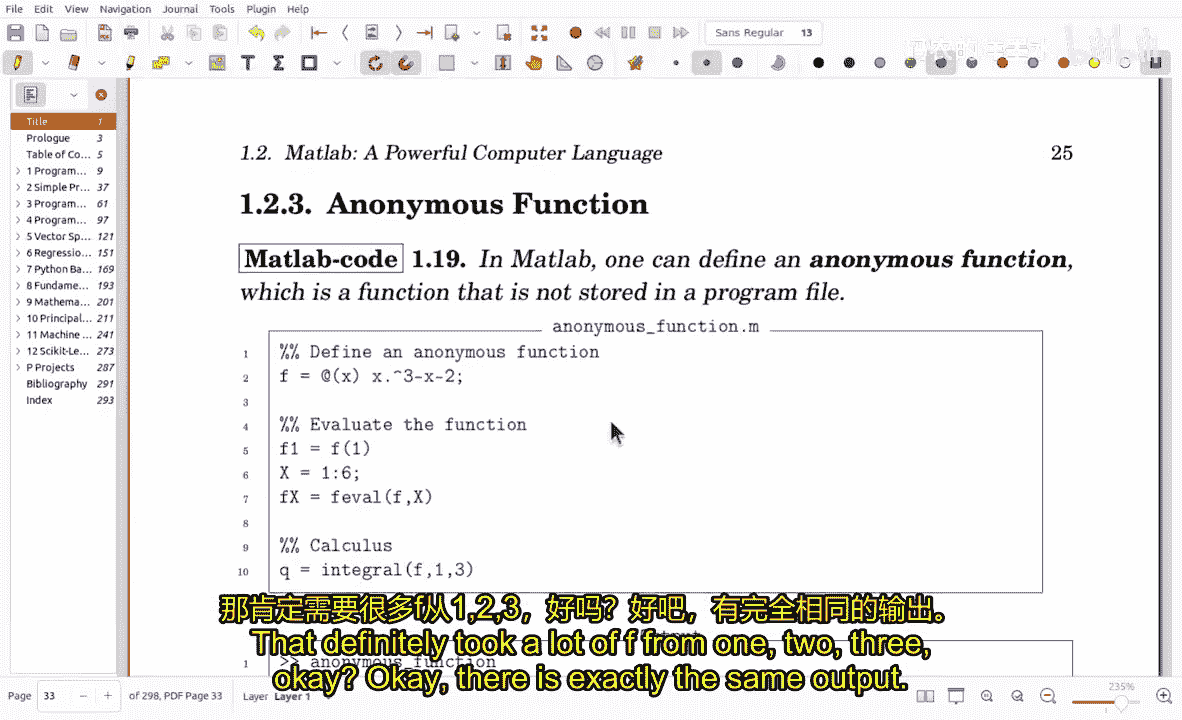 File Edit View Navigation Journal Tools Plugin Help
Sans Regular 13
Title 1
Prologue 3
Table of Co... 5
1 Program... 9
2 Simple Pr... 37
3 Program... 61
4 Program... 97
5 Vector Sp... 121
6 Regressio... 151
7 Python Ba... 169
8 Fundame... 193
9 Mathema... 201
10 Principal... 211
11 Machine ... 241
12 Scikit-Le... 273
P Projects 287
Bibliography 291
Index 293
1.2. Matlab: A Powerful Computer Language 25
1.2.3. Anonymous Function
Matlab-code 1.19. In Matlab, one can define an anonymous function,
which is a function that is not stored in a program file.
anonymous_function.m
1 %% Define an anonymous function
2 f = @(x) x.^3-x-2;
3
4 %% Evaluate the function
5 f1 = f(1)
6 X = 1:6;
7 fX = feval(f,X)
8
9 %% Calculus
10 q = integral(f,1,3)
1 >> anonymous_function
那肯定需要很多f从1,2,3，好吗？好吧，有完全相同的输出。
That definitely took a lot of f from one, two, three,
okay? Okay, there is exactly the same output.
Page 33 of 298, PDF Page 33 Layer Layer 1 235%